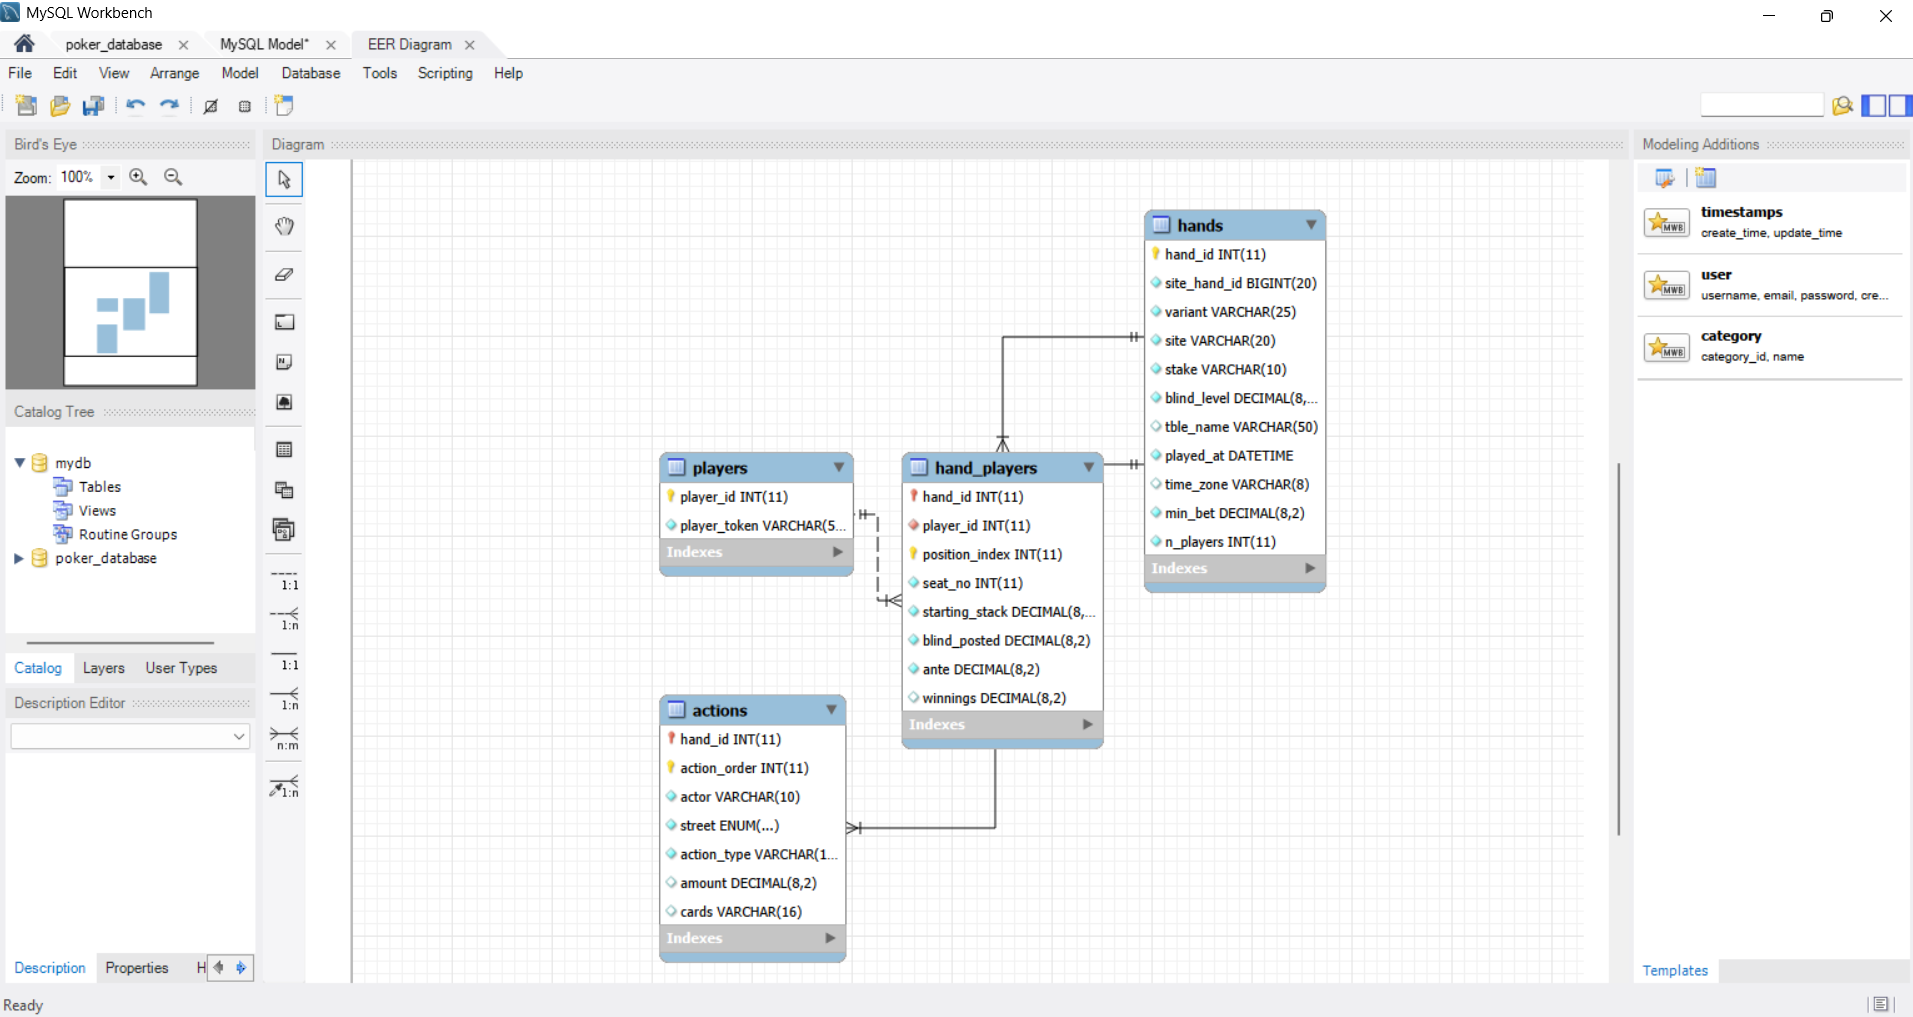 MySQL Workbench
poker_database
MySQL Model*
EER Diagram
File Edit View Arrange Model Database Tools Scripting Help
Bird's Eye
Zoom: 100%
Catalog Tree
mydb
Tables
Views
Routine Groups
poker_database
Catalog Layers User Types
Description Editor
Description Properties H
Ready
Diagram
1:1
1:n
1:1
1:n
n:m
1:n
hands
hand_id INT(11)
site_hand_id BIGINT(20)
variant VARCHAR(25)
site VARCHAR(20)
stake VARCHAR(10)
blind_level DECIMAL(8,...
tble_name VARCHAR(50)
played_at DATETIME
time_zone VARCHAR(8)
min_bet DECIMAL(8,2)
n_players INT(11)
Indexes
players
player_id INT(11)
player_token VARCHAR(5...
Indexes
hand_players
hand_id INT(11)
player_id INT(11)
position_index INT(11)
seat_no INT(11)
starting_stack DECIMAL(8,...
blind_posted DECIMAL(8,2)
ante DECIMAL(8,2)
winnings DECIMAL(8,2)
Indexes
actions
hand_id INT(11)
action_order INT(11)
actor VARCHAR(10)
street ENUM(...)
action_type VARCHAR(1...
amount DECIMAL(8,2)
cards VARCHAR(16)
Indexes
Modeling Additions
MWB
timestamps
create_time, update_time
MWB
user
username, email, password, cre...
MWB
category
category_id, name
Templates